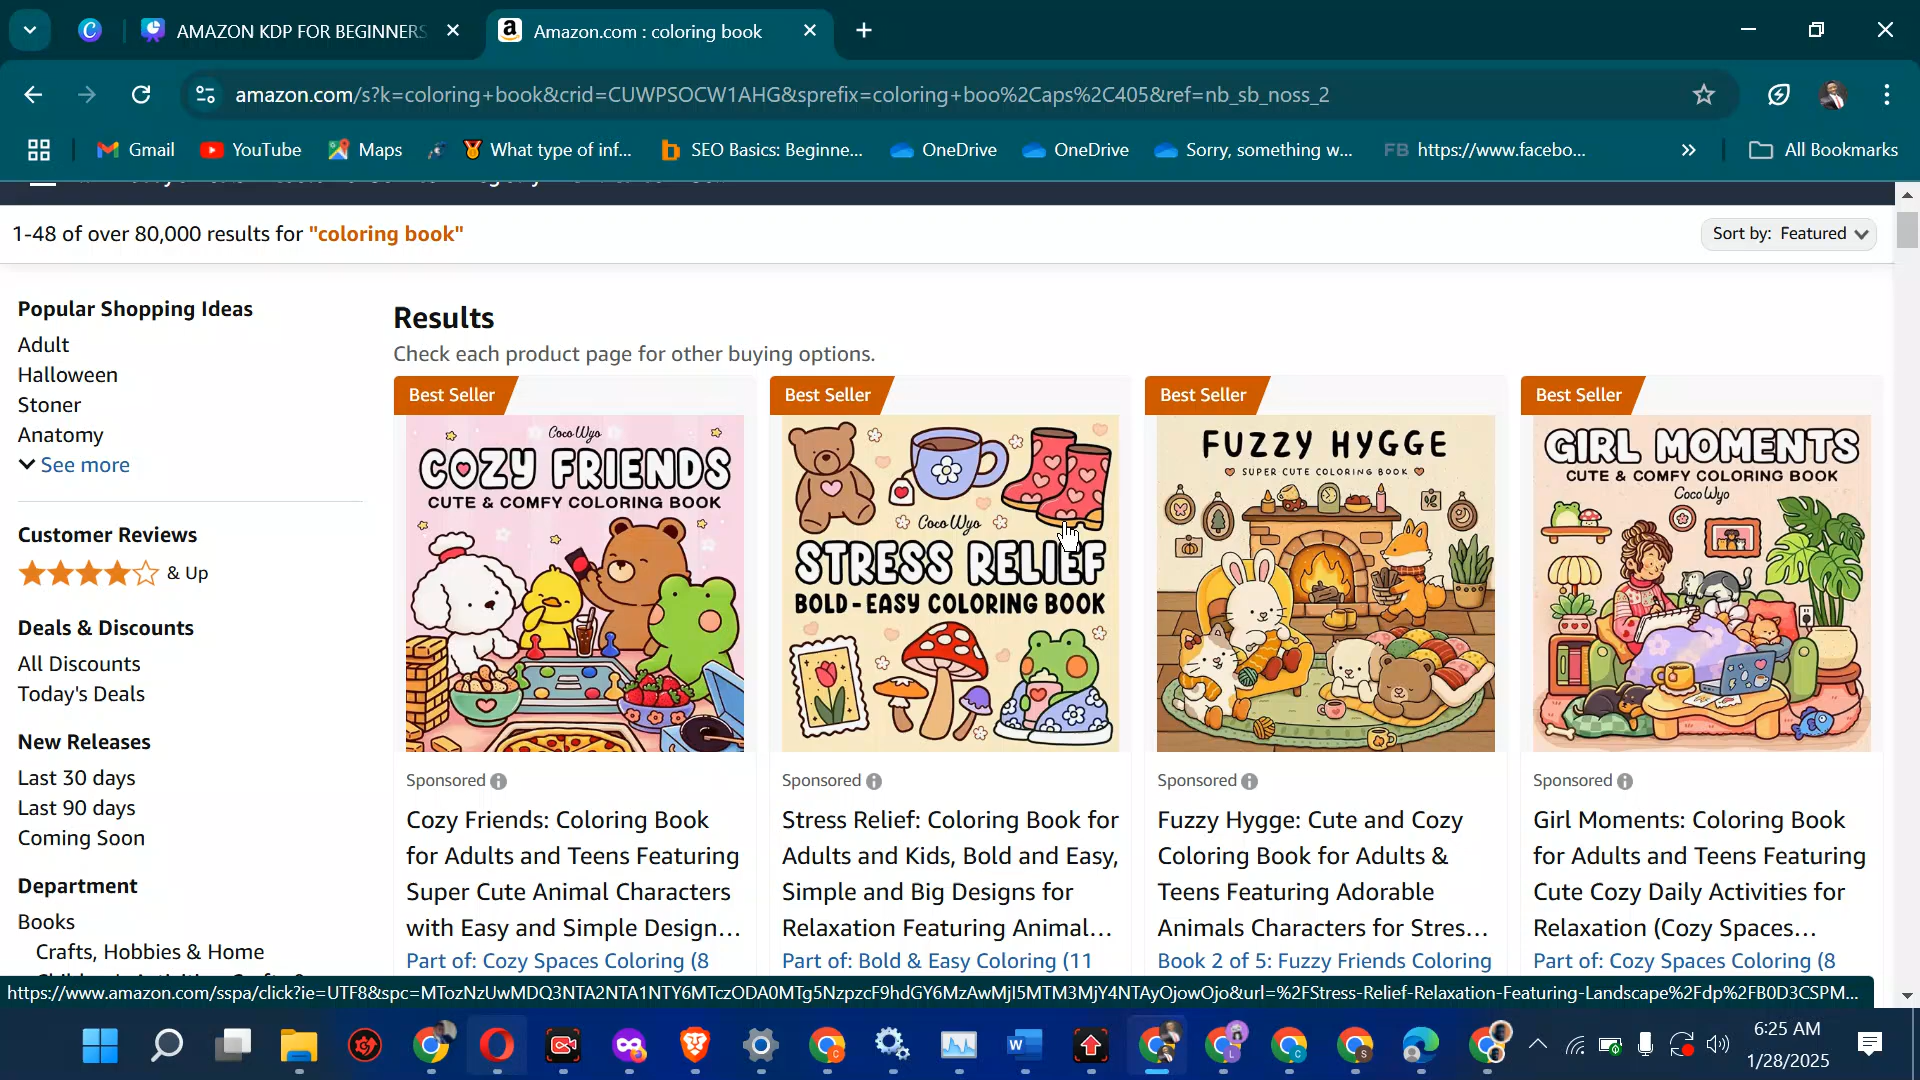 AMAZON KDP FOR BEGINNERS
Amazon.com : coloring book
amazon.com/s?k=coloring+book&crid=CUWPSOCW1AHG&sprefix=coloring+boo%2Caps%2C405&ref=nb_sb_noss_2
Gmail
YouTube
Maps
What type of inf...
SEO Basics: Beginne...
OneDrive
OneDrive
Sorry, something w...
FB https://www.facebo...
All Bookmarks
1-48 of over 80,000 results for "coloring book"
Sort by: Featured
Popular Shopping Ideas
Adult
Halloween
Stoner
Anatomy
See more
Customer Reviews
& Up
Deals & Discounts
All Discounts
Today's Deals
New Releases
Last 30 days
Last 90 days
Coming Soon
Department
Books
Crafts, Hobbies & Home
Results
Check each product page for other buying options.
Best Seller
Coco Wyo
COZY FRIENDS
CUTE & COMFY COLORING BOOK
Sponsored
Cozy Friends: Coloring Book
for Adults and Teens Featuring
Super Cute Animal Characters
with Easy and Simple Design...
Part of: Cozy Spaces Coloring (8
Best Seller
Coco Wyo
STRESS RELIEF
BOLD-EASY COLORING BOOK
Sponsored
Stress Relief: Coloring Book for
Adults and Kids, Bold and Easy,
Simple and Big Designs for
Relaxation Featuring Animal...
Part of: Bold & Easy Coloring (11
Best Seller
FUZZY HYGGE
SUPER CUTE COLORING BOOK
Sponsored
Fuzzy Hygge: Cute and Cozy
Coloring Book for Adults &
Teens Featuring Adorable
Animals Characters for Stres...
Book 2 of 5: Fuzzy Friends Coloring
Best Seller
GIRL MOMENTS
CUTE & COMFY COLORING BOOK
Coco Wyo
Sponsored
Girl Moments: Coloring Book
for Adults and Teens Featuring
Cute Cozy Daily Activities for
Relaxation (Cozy Spaces...
Part of: Cozy Spaces Coloring (8
https://www.amazon.com/sspa/click?ie=UTF8&spc=MTozNzUwMDQ3NTA2NTA1NTY6MTczODA0MTg5NzpzcF9hdGY6MzAwMjI5MTM3MjY4NTAyOjowOjo&url=%2FStress-Relief-Relaxation-Featuring-Landscape%2Fdp%2FB0D3CSPM...
6:25 AM
1/28/2025